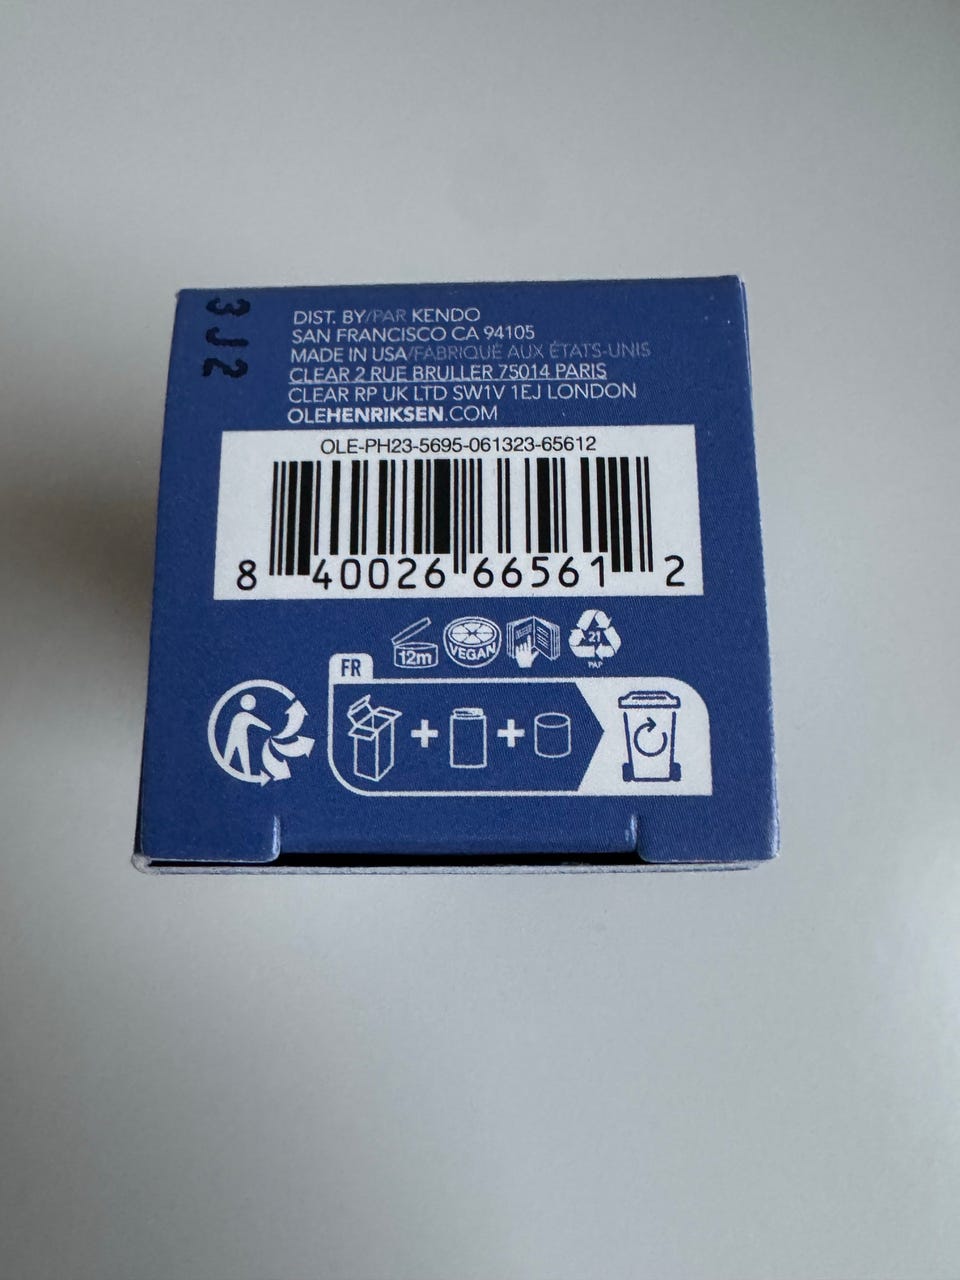 3J2
DIST. BY/PAR KENDO
SAN FRANCISCO CA 94105
MADE IN USA/FABRIQUÉ AUX ÉTATS-UNIS
CLEAR 2 RUE BRULLER 75014 PARIS
CLEAR RP UK LTD SW1V 1EJ LONDON
OLEHENRIKSEN.COM
OLE-PH23-5695-061323-65612
8 40026 66561 2
12m
VEGAN
21
PAP
FR